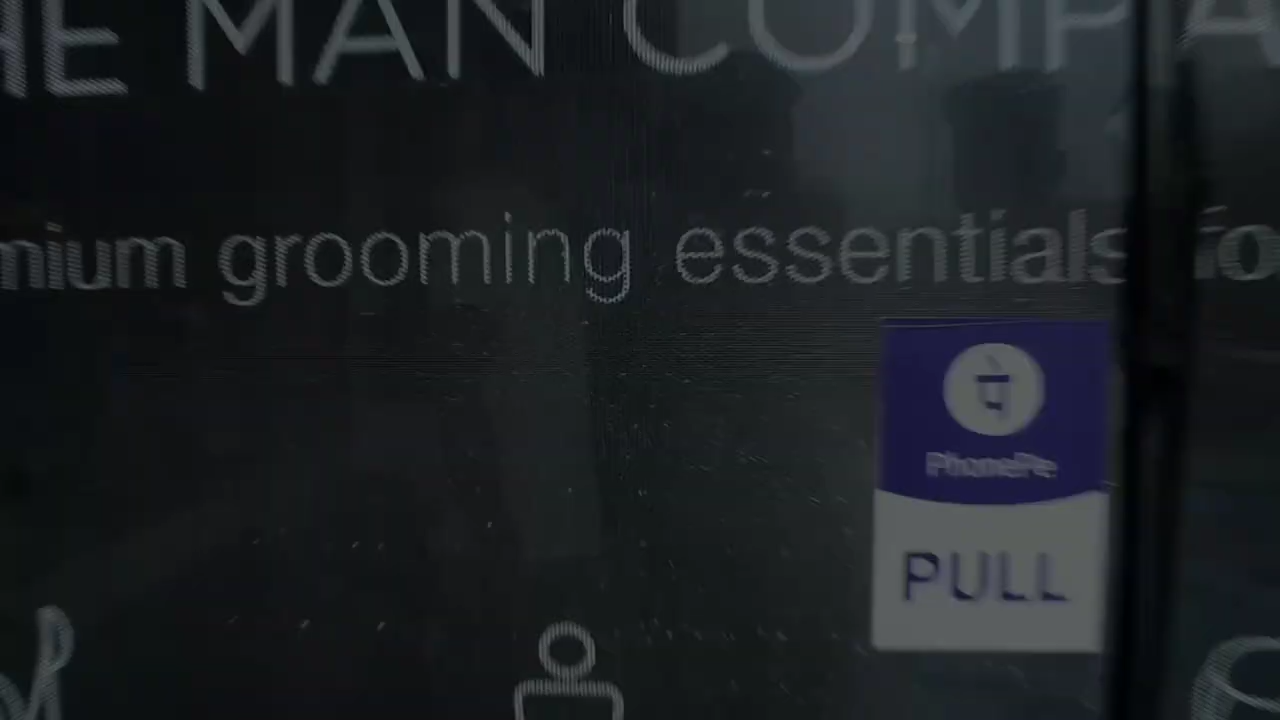 HE MAN COMPA
mium grooming essentials fo
पे
PhonePe
PULL